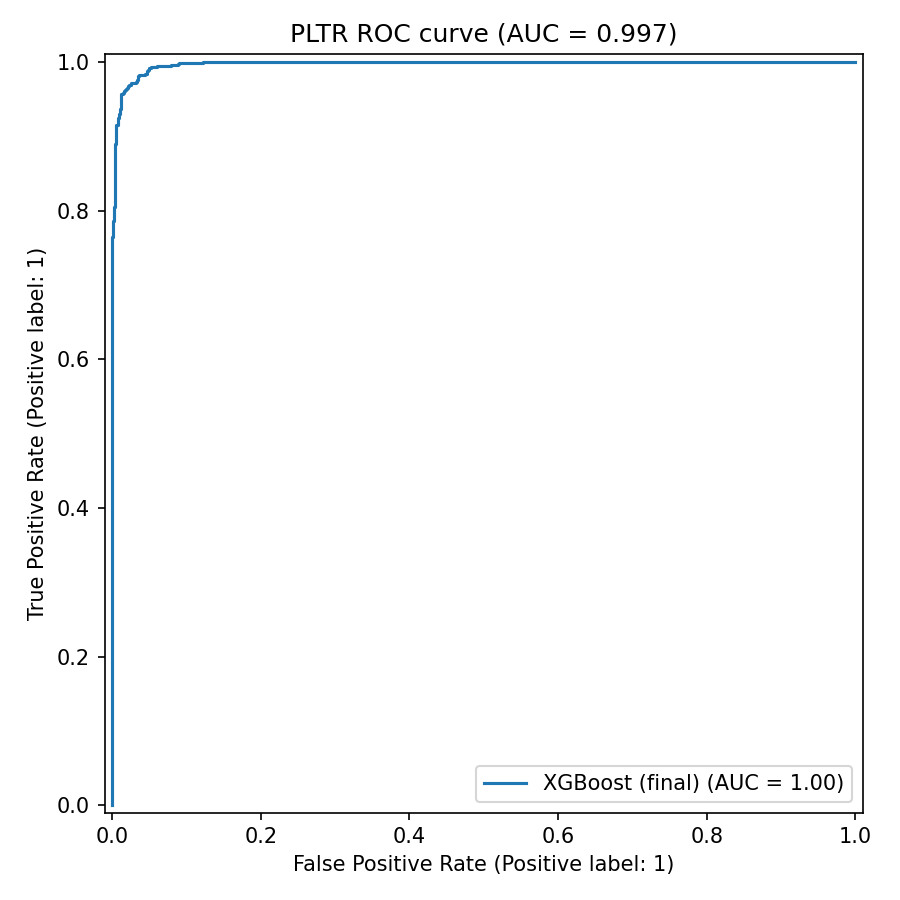 PLTR ROC curve (AUC = 0.997)
True Positive Rate (Positive label: 1)
1.0
0.8
0.6
0.4
0.2
0.0
XGBoost (final) (AUC = 1.00)
0.0 0.2 0.4 0.6 0.8 1.0
False Positive Rate (Positive label: 1)